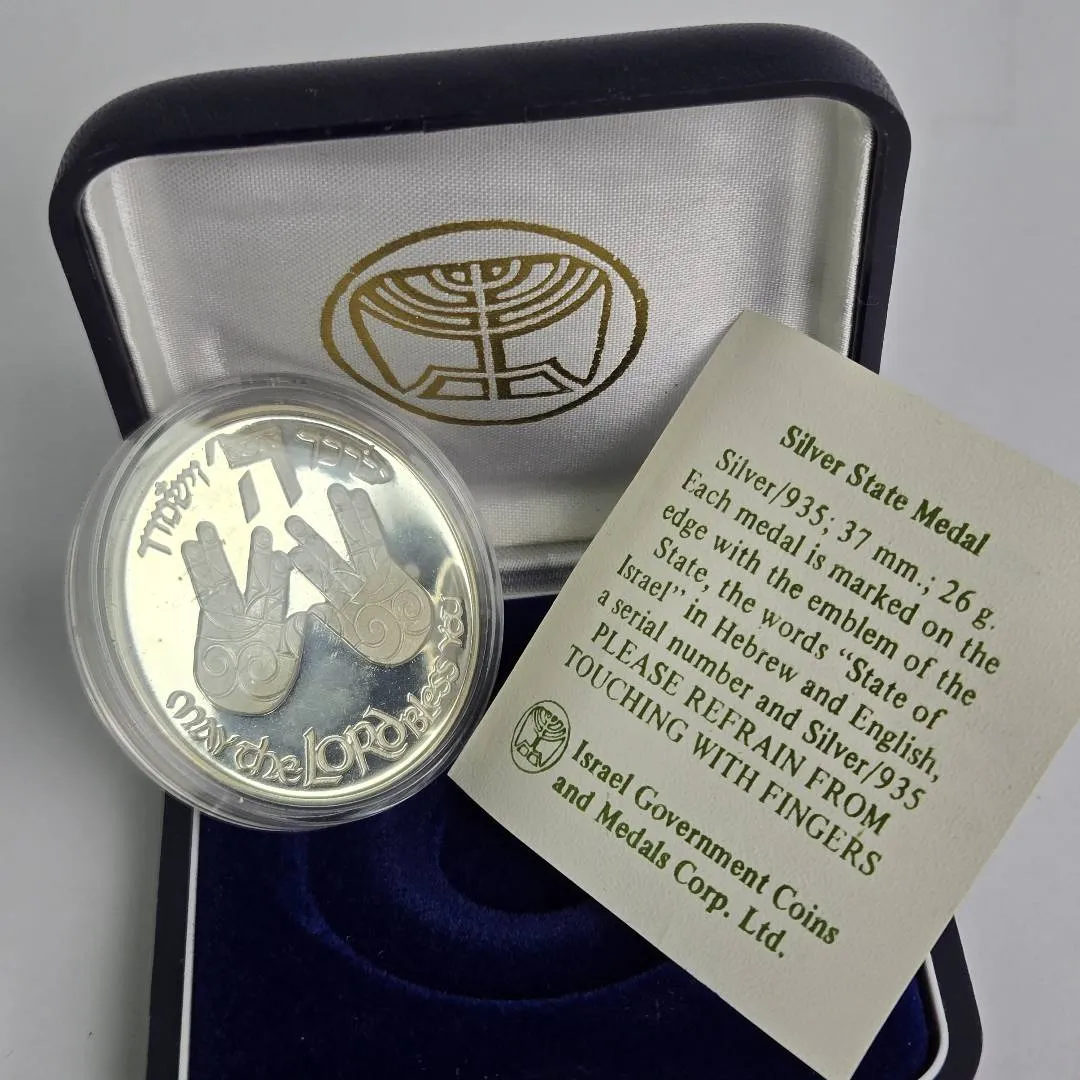 יברכך ה' וישמרך
MAY the LORD Bless YOU
Silver State Medal
Silver/935; 37 mm.; 26 g.
Each medal is marked on the
edge with the emblem of the
State, the words “State of
Israel” in Hebrew and English,
a serial number and Silver/935
PLEASE REFRAIN FROM
TOUCHING WITH FINGERS
Israel Government Coins
and Medals Corp. Ltd.